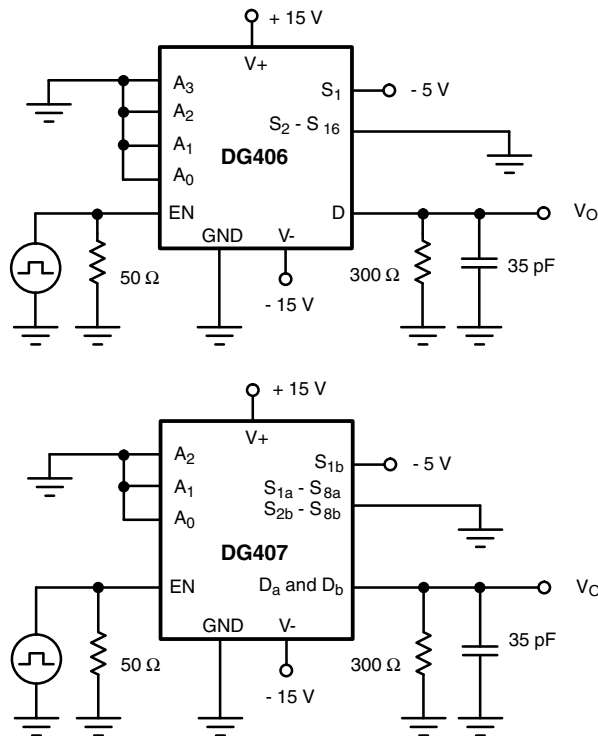 + 15 V
V+
A3
S1
- 5 V
A2
S2 - S16
A1
DG406
A0
EN
D
VO
GND
V-
50 Ω
300 Ω
35 pF
- 15 V
+ 15 V
V+
A2
S1b
- 5 V
A1
S1a - S8a
S2b - S8b
A0
DG407
EN
Da and Db
GND
V-
50 Ω
300 Ω
35 pF
- 15 V